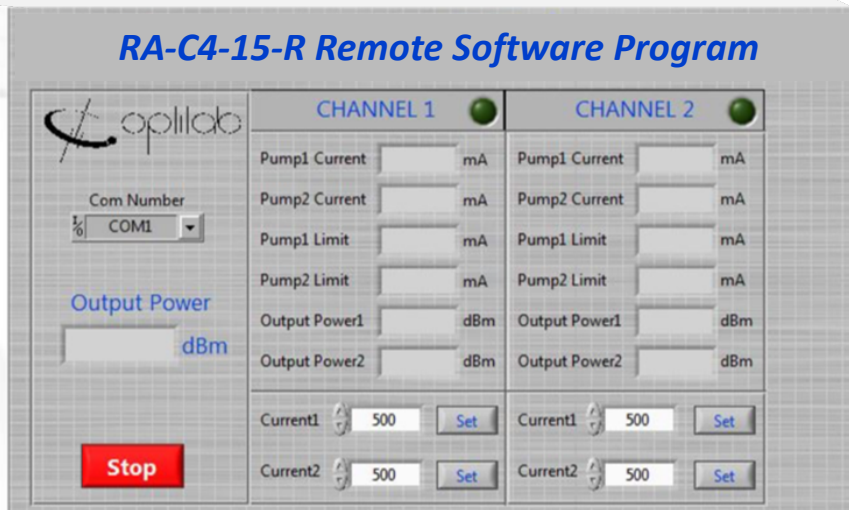 RA-C4-15-R Remote Software Program
optilab
Com Number
I/O COM1
Output Power
dBm
Stop
CHANNEL 1
Pump1 Current mA
Pump2 Current mA
Pump1 Limit mA
Pump2 Limit mA
Output Power1 dBm
Output Power2 dBm
Current1 500 Set
Current2 500 Set
CHANNEL 2
Pump1 Current mA
Pump2 Current mA
Pump1 Limit mA
Pump2 Limit mA
Output Power1 dBm
Output Power2 dBm
Current1 500 Set
Current2 500 Set